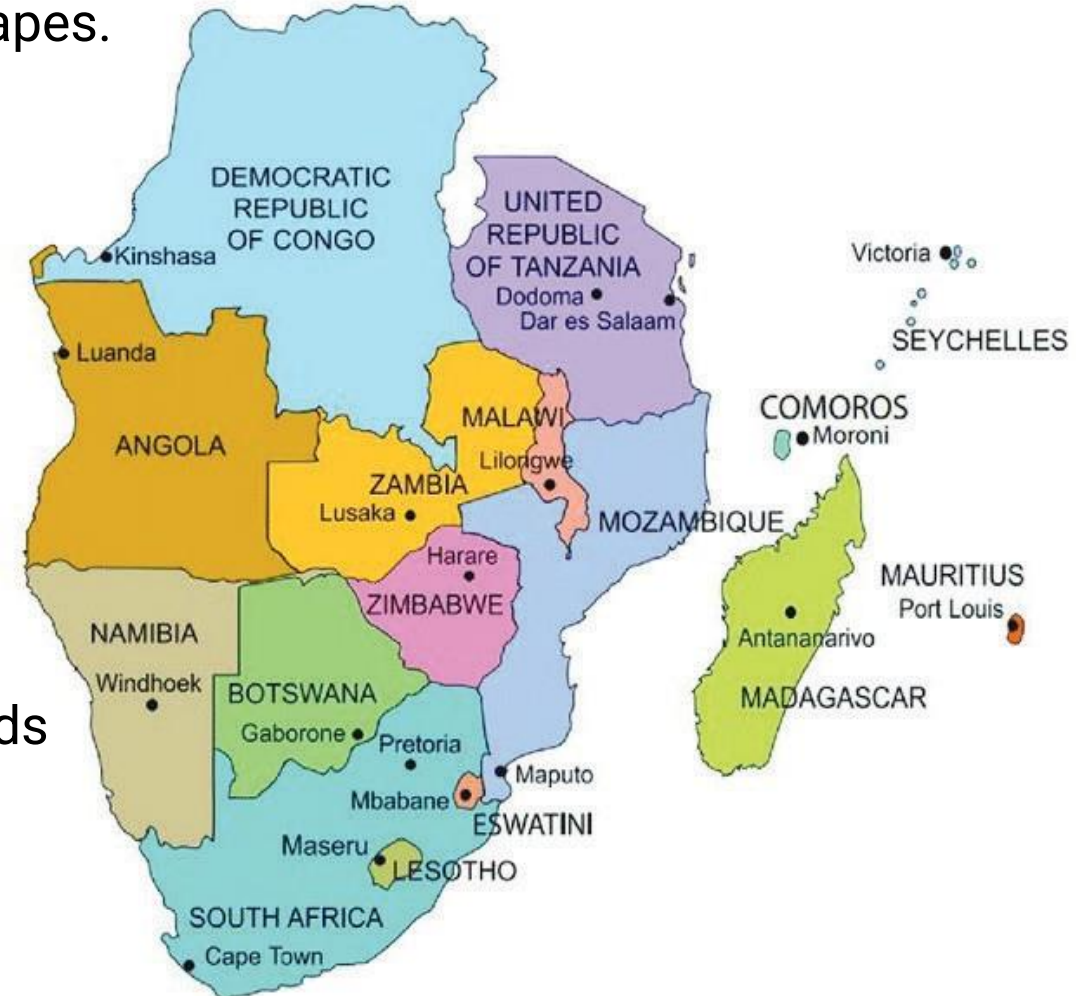 apes.
DEMOCRATIC
REPUBLIC
OF CONGO
Kinshasa
UNITED
REPUBLIC
OF TANZANIA
Dodoma
Dar es Salaam
Victoria
SEYCHELLES
Luanda
COMOROS
Moroni
MALAWI
ANGOLA
Lilongwe
ZAMBIA
Lusaka
MOZAMBIQUE
Harare
ZIMBABWE
MAURITIUS
Port Louis
NAMIBIA
Antananarivo
Windhoek
BOTSWANA
MADAGASCAR
ds
Gaborone
Pretoria
Maputo
Mbabane
ESWATINI
Maseru
LESOTHO
SOUTH AFRICA
Cape Town